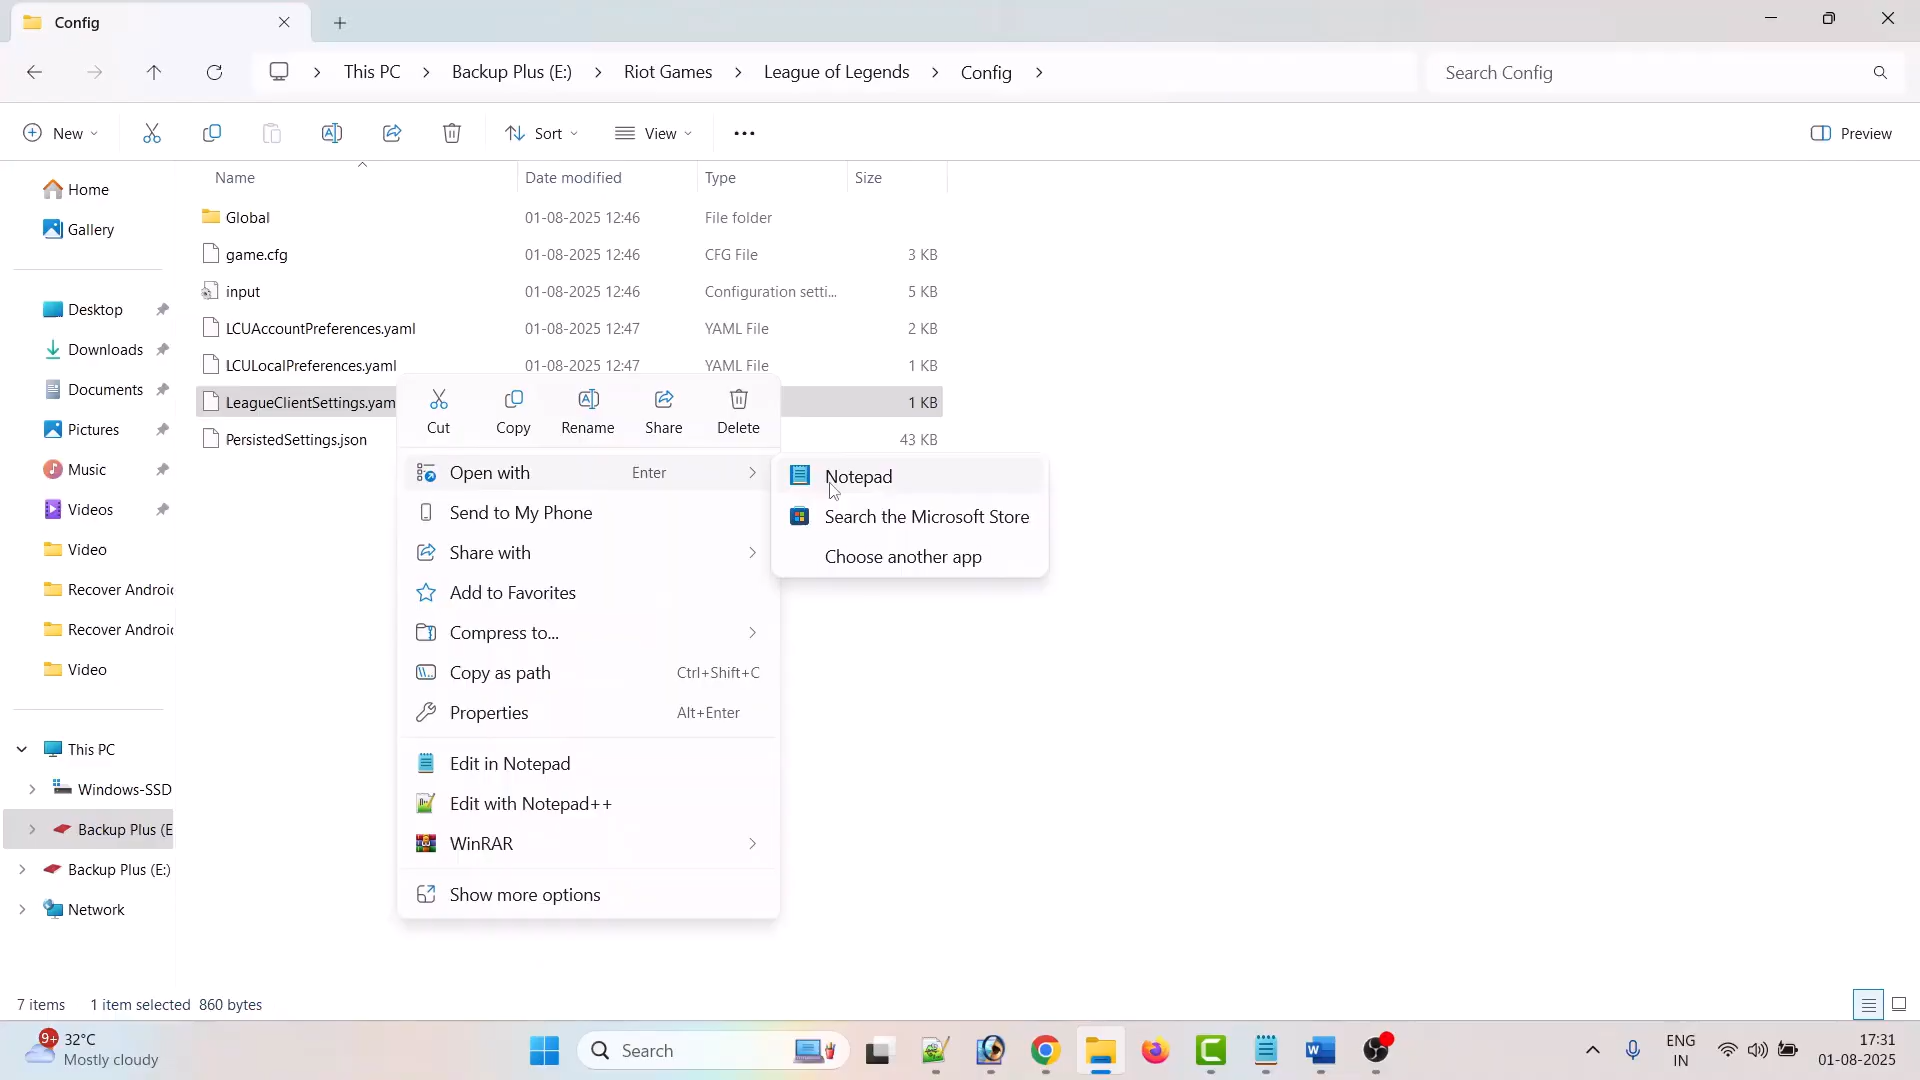 Config
This PC > Backup Plus (E:) > Riot Games > League of Legends > Config >
Search Config
New
Sort
View
Preview
Name
Date modified
Type
Size
Home
Gallery
Desktop
Downloads
Documents
Pictures
Music
Videos
Video
Recover Androi
Recover Androi
Video
This PC
Windows-SSD
Backup Plus (E
Backup Plus (E:)
Network
Global 01-08-2025 12:46 File folder
game.cfg 01-08-2025 12:46 CFG File 3 KB
input 01-08-2025 12:46 Configuration setti... 5 KB
LCUAccountPreferences.yaml 01-08-2025 12:47 YAML File 2 KB
LCULocalPreferences.yaml 01-08-2025 12:47 YAML File 1 KB
LeagueClientSettings.yam 1 KB
PersistedSettings.json 43 KB
Cut
Copy
Rename
Share
Delete
Open with Enter
Send to My Phone
Share with
Add to Favorites
Compress to...
Copy as path Ctrl+Shift+C
Properties Alt+Enter
Edit in Notepad
Edit with Notepad++
WinRAR
Show more options
Notepad
Search the Microsoft Store
Choose another app
7 items 1 item selected 860 bytes
9+
32°C
Mostly cloudy
Search
ENG
IN
17:31
01-08-2025